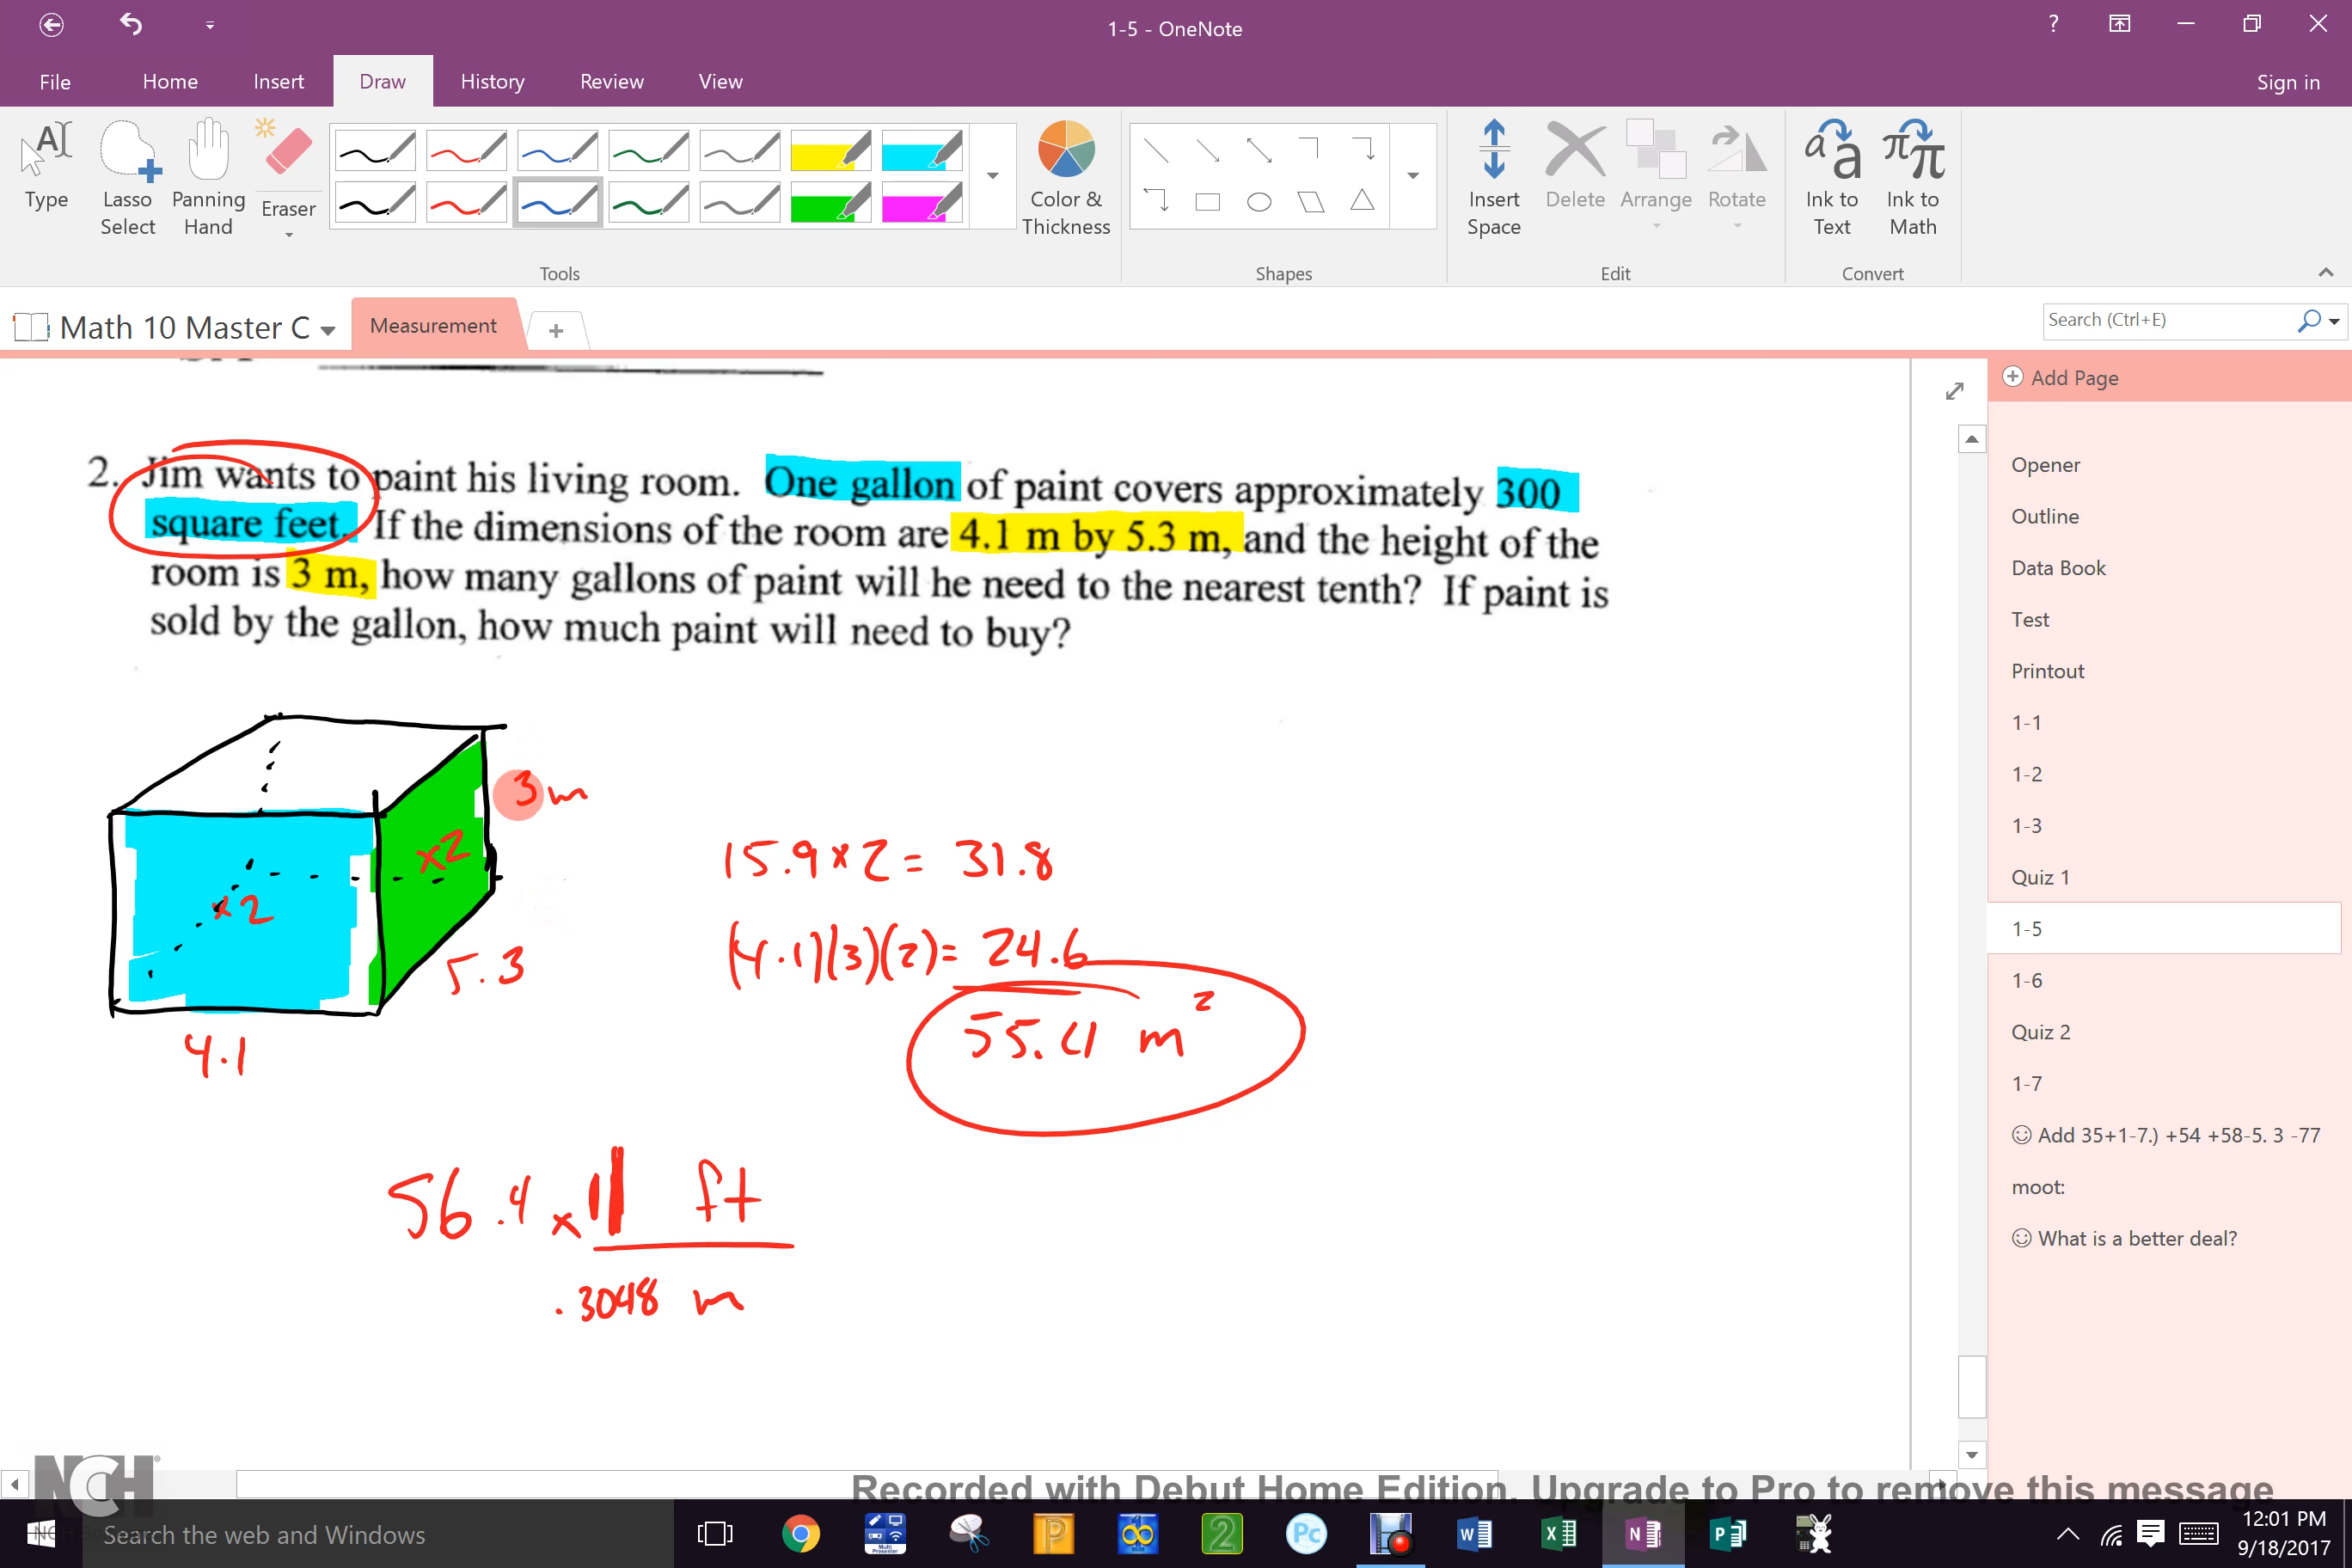 1-5 - OneNote
?
File Home Insert Draw History Review View
Sign in
Type
Lasso Select
Panning Hand
Eraser
Color & Thickness
Insert Space
Delete
Arrange
Rotate
Ink to Text
Ink to Math
Tools
Shapes
Edit
Convert
Math 10 Master C
Measurement
+
Search (Ctrl+E)
Add Page
2. Jim wants to paint his living room. One gallon of paint covers approximately 300
square feet. If the dimensions of the room are 4.1 m by 5.3 m, and the height of the
room is 3 m, how many gallons of paint will he need to the nearest tenth? If paint is
sold by the gallon, how much paint will need to buy?
3 m
x2
x2
5.3
4.1
15.9 x 2 = 31.8
(4.1)(3)(2) = 24.6
55.4 m²
56.4 x 1 ft
.3048 m
Opener
Outline
Data Book
Test
Printout
1-1
1-2
1-3
Quiz 1
1-5
1-6
Quiz 2
1-7
Add 35+1-7.) +54 +58-5. 3 -77
moot:
What is a better deal?
NCH
Recorded with Debut Home Edition. Upgrade to Pro to remove this message
Search the web and Windows
12:01 PM
9/18/2017